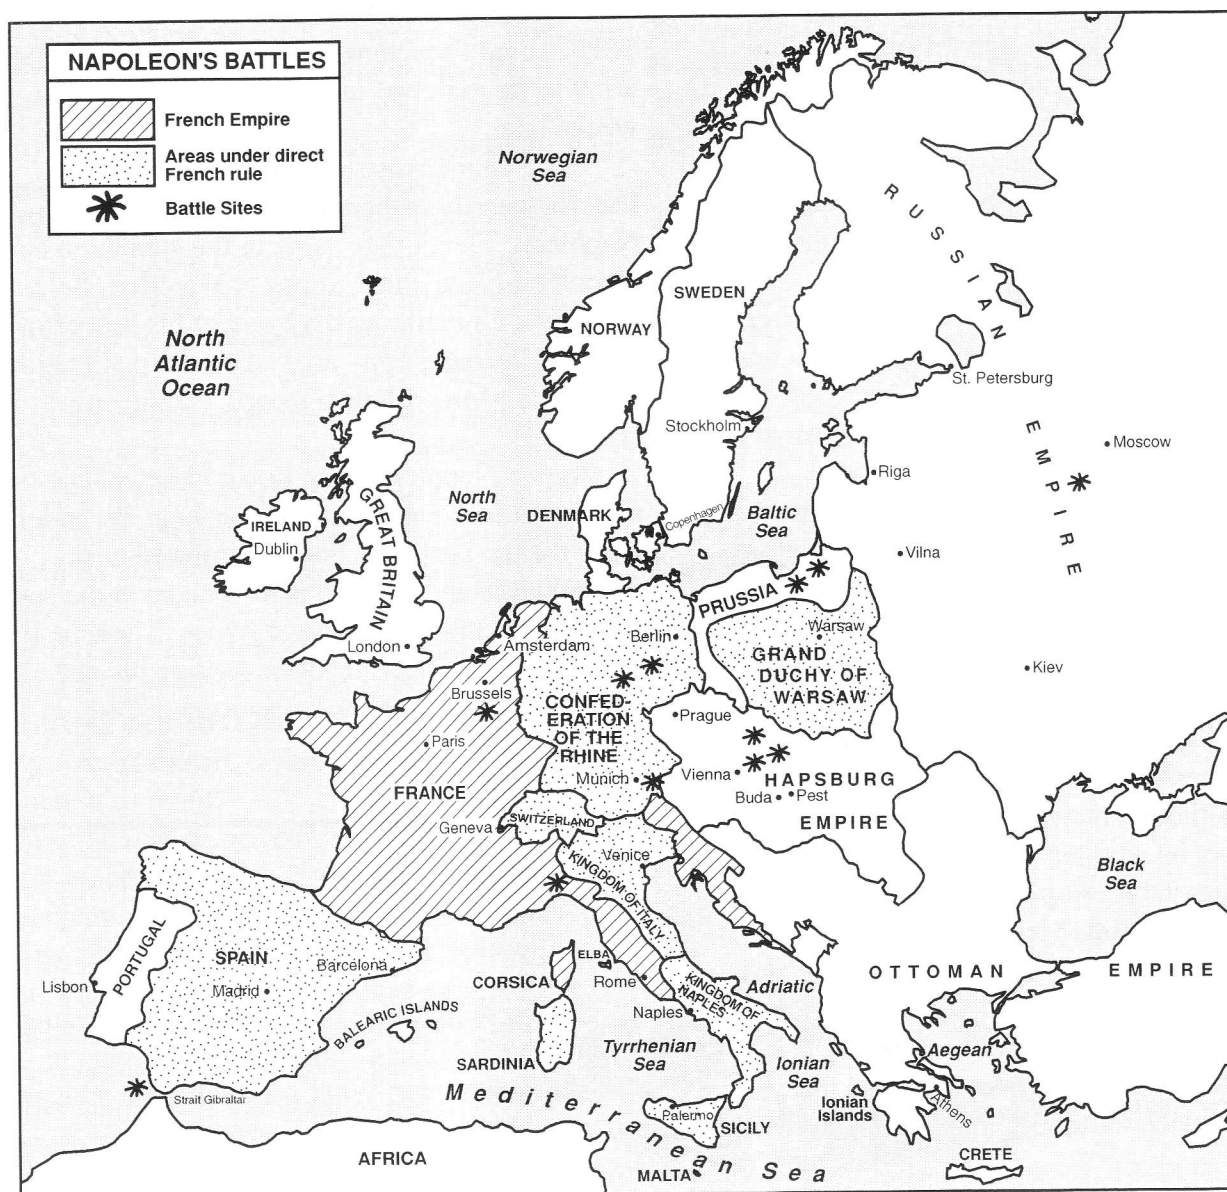 NAPOLEON'S BATTLES
French Empire
Areas under direct
French rule
Battle Sites
Norwegian
Sea
RUSSIAN
EMPIRE
SWEDEN
NORWAY
North
Atlantic
Ocean
St. Petersburg
Moscow
Stockholm
Riga
North
Sea
DENMARK
Copenhagen
Baltic
Sea
IRELAND
Dublin
GREAT BRITAIN
London
Vilna
PRUSSIA
Warsaw
GRAND
DUCHY OF
WARSAW
Kiev
Berlin
Amsterdam
Brussels
CONFED-
ERATION
OF THE
RHINE
Prague
Paris
Munich
Vienna
HAPSBURG
Buda
Pest
EMPIRE
FRANCE
Geneva
SWITZERLAND
Venice
KINGDOM OF ITALY
Black
Sea
PORTUGAL
SPAIN
Barcelona
Lisbon
Madrid
BALEARIC ISLANDS
CORSICA
ELBA
Rome
KINGDOM OF
NAPLES
Adriatic
OTTOMAN
EMPIRE
Naples
SARDINIA
Tyrrhenian
Sea
Ionian
Sea
Aegean
Strait Gibraltar
Mediterranean Sea
Palermo
SICILY
Ionian
Islands
Athens
AFRICA
MALTA
CRETE